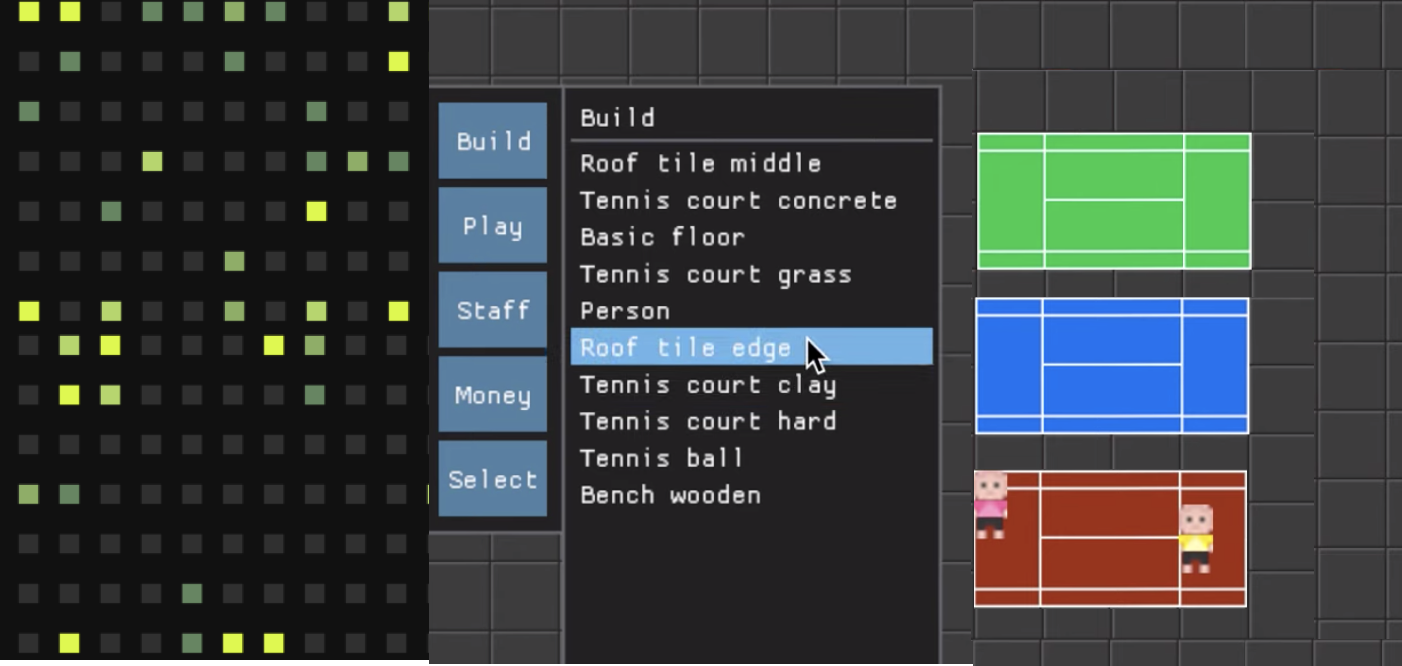 Build
Play
Staff
Money
Select
Build
Roof tile middle
Tennis court concrete
Basic floor
Tennis court grass
Person
Roof tile edge
Tennis court clay
Tennis court hard
Tennis ball
Bench wooden